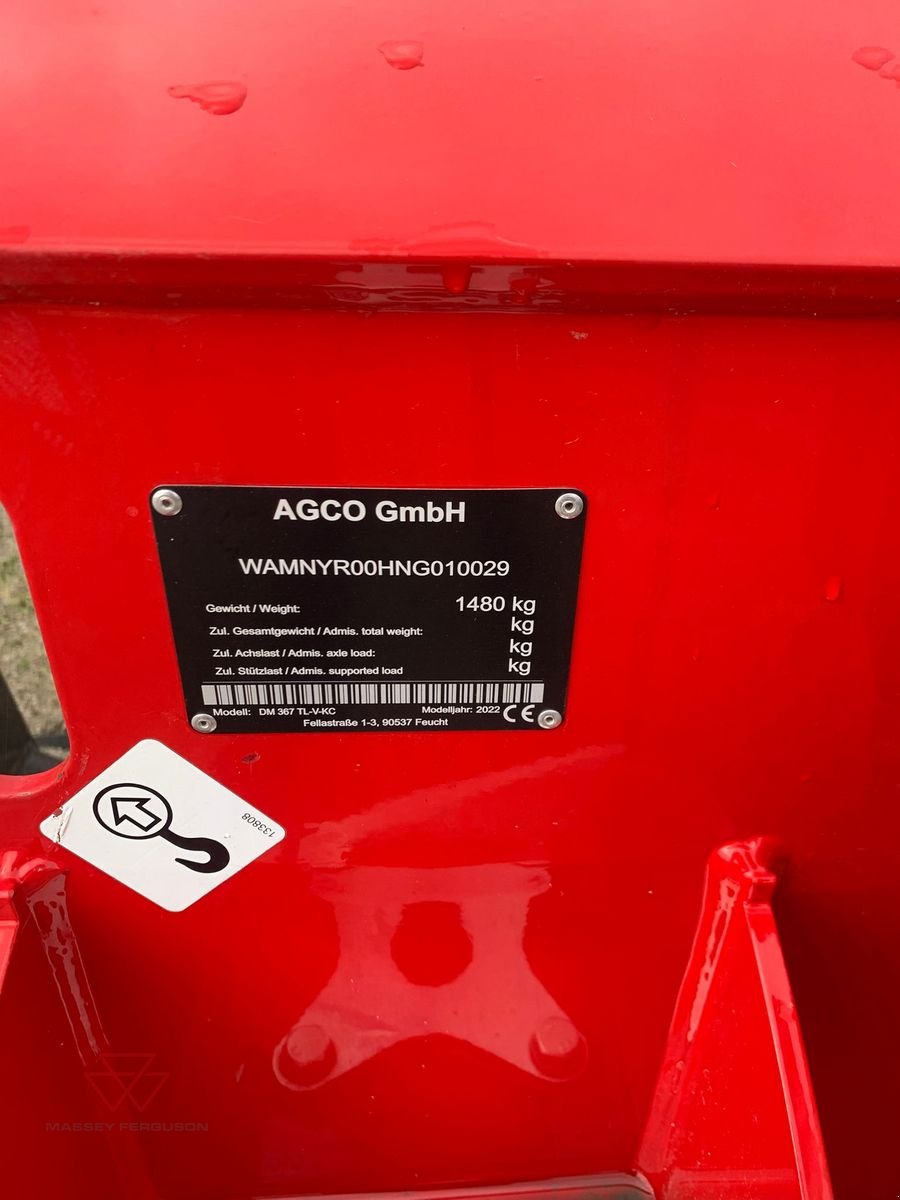 AGCO GmbH
WAMNYR00HNG010029
Gewicht / Weight: 1480 kg
Zul. Gesamtgewicht / Admis. total weight: kg
Zul. Achslast / Admis. axle load: kg
Zul. Stützlast / Admis. supported load kg
Modell: DM 367 TL-V-KC Modelljahr: 2022 CE
Fellastraße 1-3, 90537 Feucht
133808
MASSEY FERGUSON